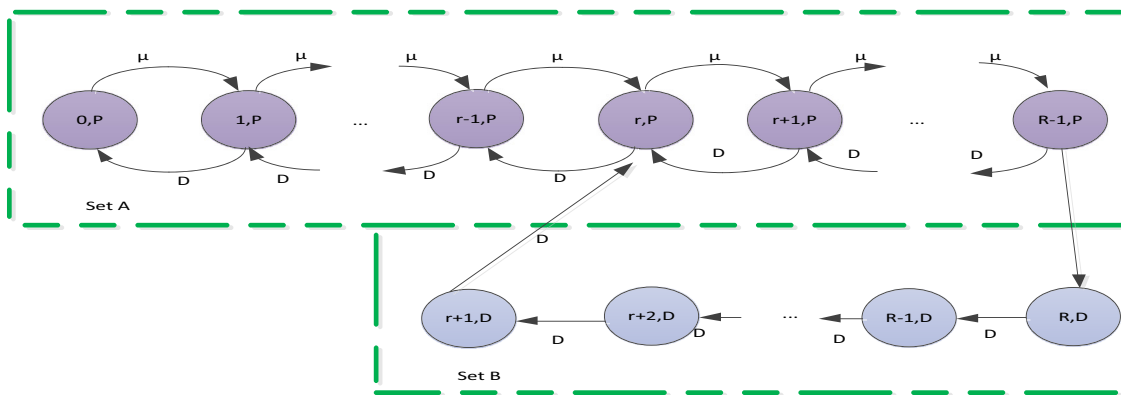 μ μ μ μ μ μ
0,P 1,P ... r-1,P r,P r+1,P ... R-1,P
D D D D D D D
Set A
D
r+1,D r+2,D ... R-1,D R,D
D D D D
Set B